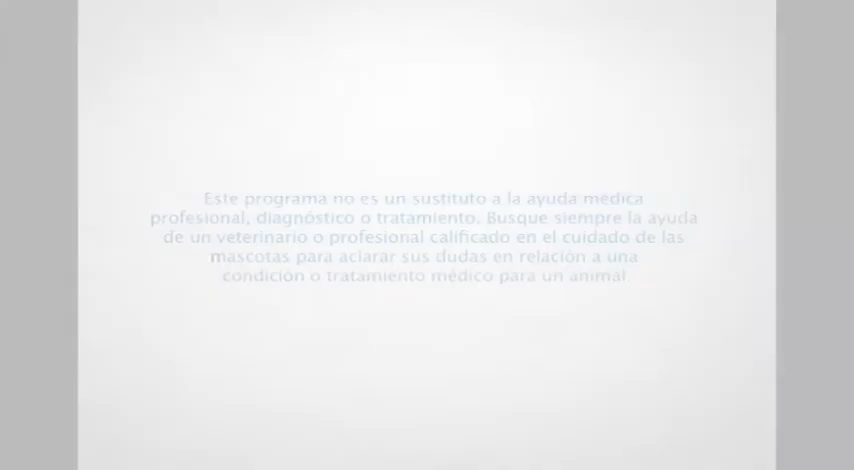 Este programa no es un sustituto a la ayuda médica
profesional, diagnóstico o tratamiento. Busque siempre la ayuda
de un veterinario o profesional calificado en el cuidado de las
mascotas para aclarar sus dudas en relación a una
condición o tratamiento médico para un animal.